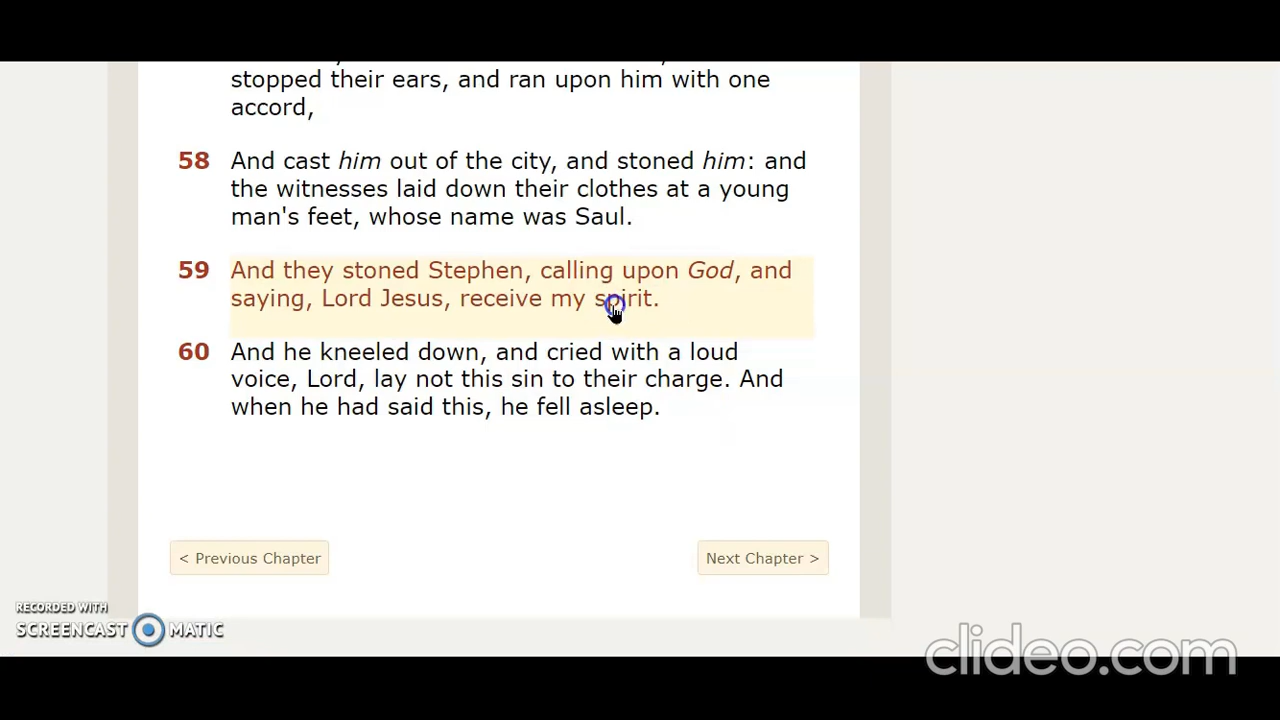 stopped their ears, and ran upon him with one
accord,
58 And cast him out of the city, and stoned him: and
the witnesses laid down their clothes at a young
man's feet, whose name was Saul.
59 And they stoned Stephen, calling upon God, and
saying, Lord Jesus, receive my spirit.
60 And he kneeled down, and cried with a loud
voice, Lord, lay not this sin to their charge. And
when he had said this, he fell asleep.
< Previous Chapter
Next Chapter >
RECORDED WITH
SCREENCAST MATIC
clideo.com